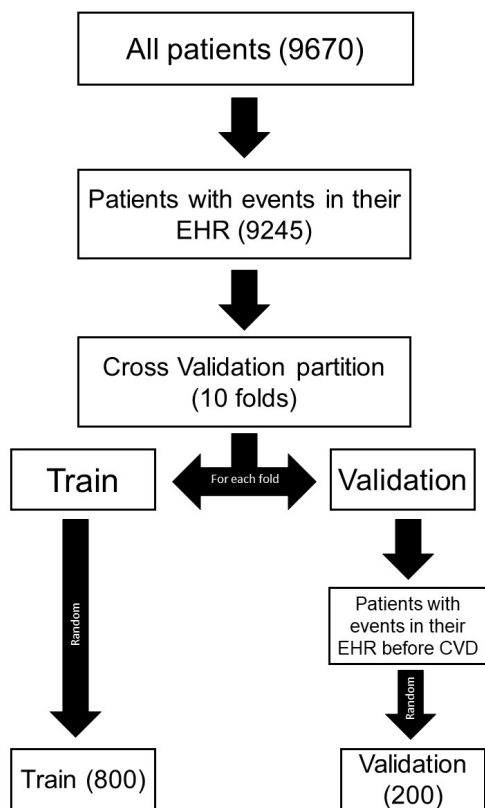 All patients (9670)
Patients with events in their
EHR (9245)
Cross Validation partition
(10 folds)
Train
For each fold
Validation
Random
Patients with
events in their
EHR before CVD
Random
Train (800)
Validation
(200)